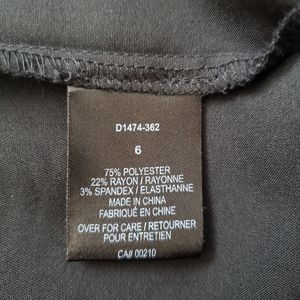 D1474-362
6
75% POLYESTER
22% RAYON / RAYONNE
3% SPANDEX / ELASTHANNE
MADE IN CHINA
FABRIQUÉ EN CHINE
OVER FOR CARE / RETOURNER
POUR ENTRETIEN
CA# 00210